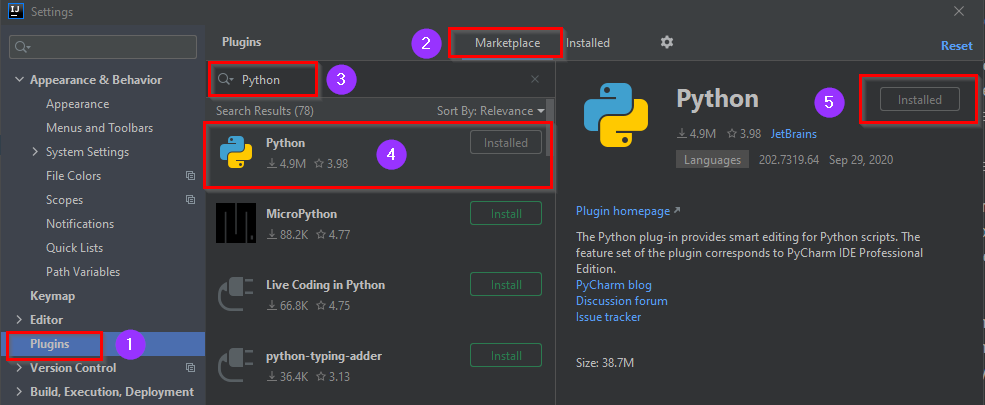 IJ
Settings
Appearance & Behavior
Appearance
Menus and Toolbars
System Settings
File Colors
Scopes
Notifications
Quick Lists
Path Variables
Keymap
Editor
Plugins
1
Version Control
Build, Execution, Deployment
Plugins
2
Marketplace
Installed
Reset
Python
3
Search Results (78)
Sort By: Relevance
Python
4.9M
3.98
4
Installed
MicroPython
88.2K
4.77
Install
Live Coding in Python
66.8K
4.75
Install
python-typing-adder
36.4K
3.13
Install
Python
5
Installed
4.9M
3.98
JetBrains
Languages
202.7319.64
Sep 29, 2020
Plugin homepage
The Python plug-in provides smart editing for Python scripts. The
feature set of the plugin corresponds to PyCharm IDE Professional
Edition.
PyCharm blog
Discussion forum
Issue tracker
Size: 38.7M